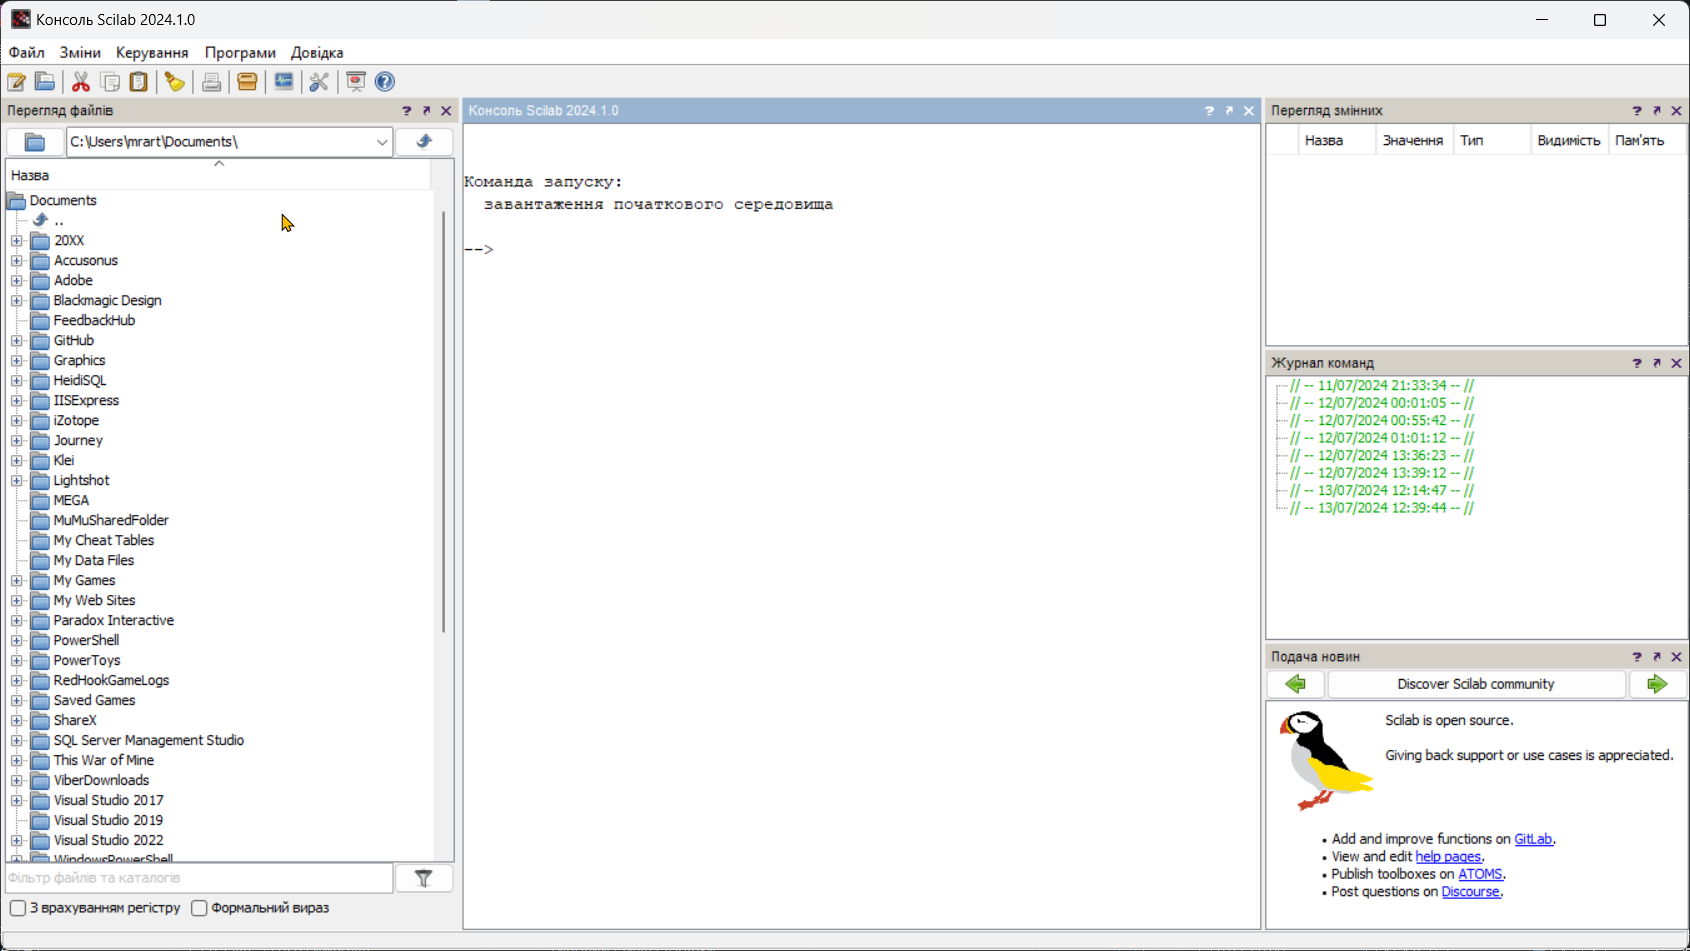 Консоль Scilab 2024.1.0
Файл Зміни Керування Програми Довідка
Перегляд файлів
C:\Users\mrart\Documents\
Назва
Documents
..
20XX
Accusonus
Adobe
Blackmagic Design
FeedbackHub
GitHub
Graphics
HeidiSQL
IISExpress
iZotope
Journey
Klei
Lightshot
MEGA
MuMuSharedFolder
My Cheat Tables
My Data Files
My Games
My Web Sites
Paradox Interactive
PowerShell
PowerToys
RedHookGameLogs
Saved Games
ShareX
SQL Server Management Studio
This War of Mine
ViberDownloads
Visual Studio 2017
Visual Studio 2019
Visual Studio 2022
WindowsPowerShell
Фільтр файлів та каталогів
З врахуванням регістру Формальний вираз
Консоль Scilab 2024.1.0
Команда запуску:
завантаження початкового середовища
-->
Перегляд змінних
Назва Значення Тип Видимість Пам'ять
Журнал команд
// -- 11/07/2024 21:33:34 -- //
// -- 12/07/2024 00:01:05 -- //
// -- 12/07/2024 00:55:42 -- //
// -- 12/07/2024 01:01:12 -- //
// -- 12/07/2024 13:36:23 -- //
// -- 12/07/2024 13:39:12 -- //
// -- 13/07/2024 12:14:47 -- //
// -- 13/07/2024 12:39:44 -- //
Подача новин
Discover Scilab community
Scilab is open source.
Giving back support or use cases is appreciated.
• Add and improve functions on GitLab.
• View and edit help pages.
• Publish toolboxes on ATOMS.
• Post questions on Discourse.